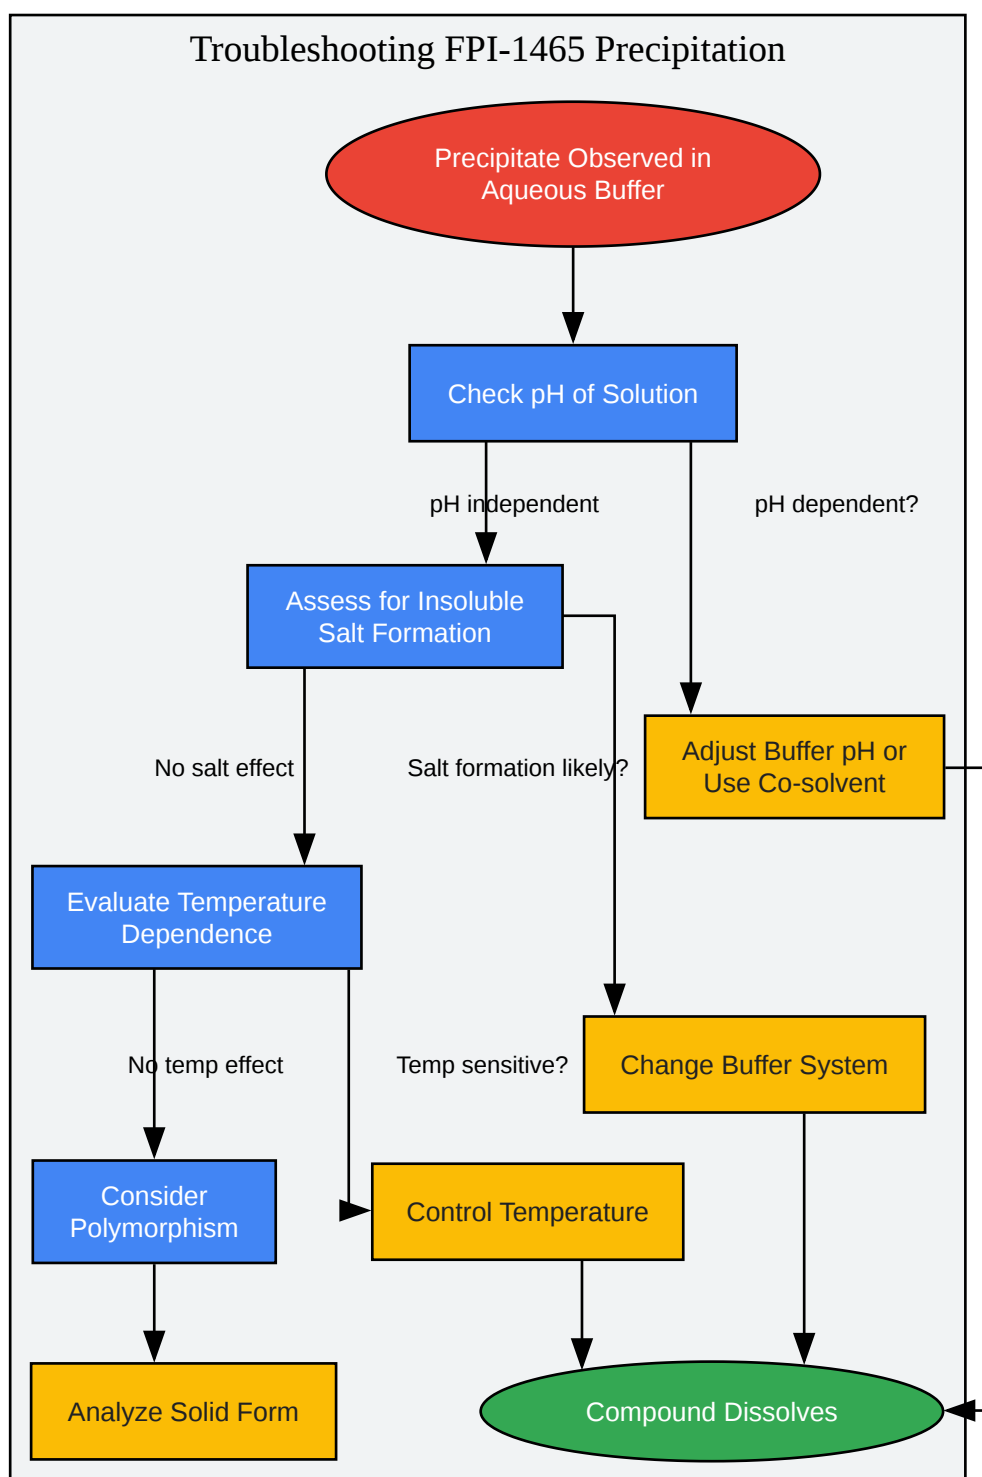 Troubleshooting FPI-1465 Precipitation
Precipitate Observed in
Aqueous Buffer
Check pH of Solution
pH independent
pH dependent?
Assess for Insoluble
Salt Formation
Adjust Buffer pH or
Use Co-solvent
No salt effect
Salt formation likely?
Evaluate Temperature
Dependence
No temp effect
Temp sensitive?
Change Buffer System
Consider
Polymorphism
Control Temperature
Analyze Solid Form
Compound Dissolves